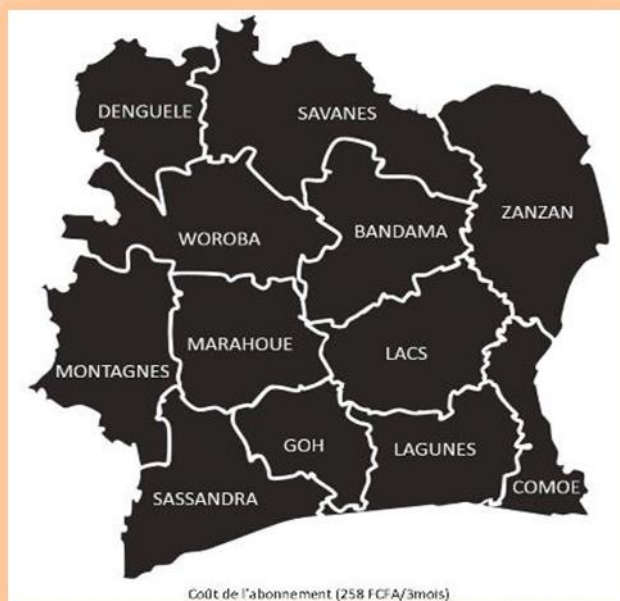 DENGUELE
SAVANES
ZANZAN
WOROBA
BANDAMA
MARAHOUE
LACS
MONTAGNES
GOH
LAGUNES
SASSANDRA
COMOE
Coût de l'abonnement (258 FCFA/3mois)